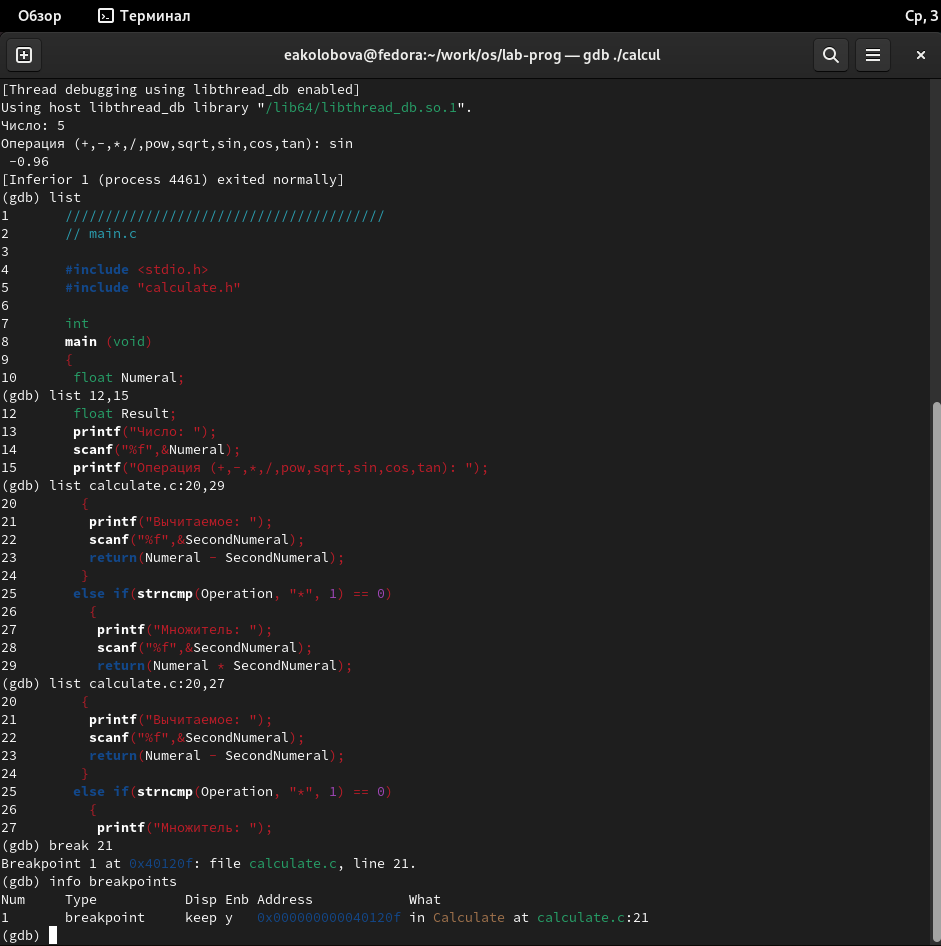 Обзор Терминал Ср, 3
eakolobova@fedora:~/work/os/lab-prog — gdb ./calcul
[Thread debugging using libthread_db enabled]
Using host libthread_db library "/lib64/libthread_db.so.1".
Число: 5
Операция (+,-,*,/,pow,sqrt,sin,cos,tan): sin
 -0.96
[Inferior 1 (process 4461) exited normally]
(gdb) list
1       ////////////////////////////////////////
2       // main.c
3
4       #include <stdio.h>
5       #include "calculate.h"
6
7       int
8       main (void)
9       {
10       float Numeral;
(gdb) list 12,15
12       float Result;
13       printf("Число: ");
14       scanf("%f",&Numeral);
15       printf("Операция (+,-,*,/,pow,sqrt,sin,cos,tan): ");
(gdb) list calculate.c:20,29
20        {
21         printf("Вычитаемое: ");
22         scanf("%f",&SecondNumeral);
23         return(Numeral - SecondNumeral);
24        }
25       else if(strncmp(Operation, "*", 1) == 0)
26         {
27          printf("Множитель: ");
28          scanf("%f",&SecondNumeral);
29          return(Numeral * SecondNumeral);
(gdb) list calculate.c:20,27
20        {
21         printf("Вычитаемое: ");
22         scanf("%f",&SecondNumeral);
23         return(Numeral - SecondNumeral);
24        }
25       else if(strncmp(Operation, "*", 1) == 0)
26         {
27          printf("Множитель: ");
(gdb) break 21
Breakpoint 1 at 0x40120f: file calculate.c, line 21.
(gdb) info breakpoints
Num     Type           Disp Enb Address            What
1       breakpoint     keep y   0x000000000040120f in Calculate at calculate.c:21
(gdb)